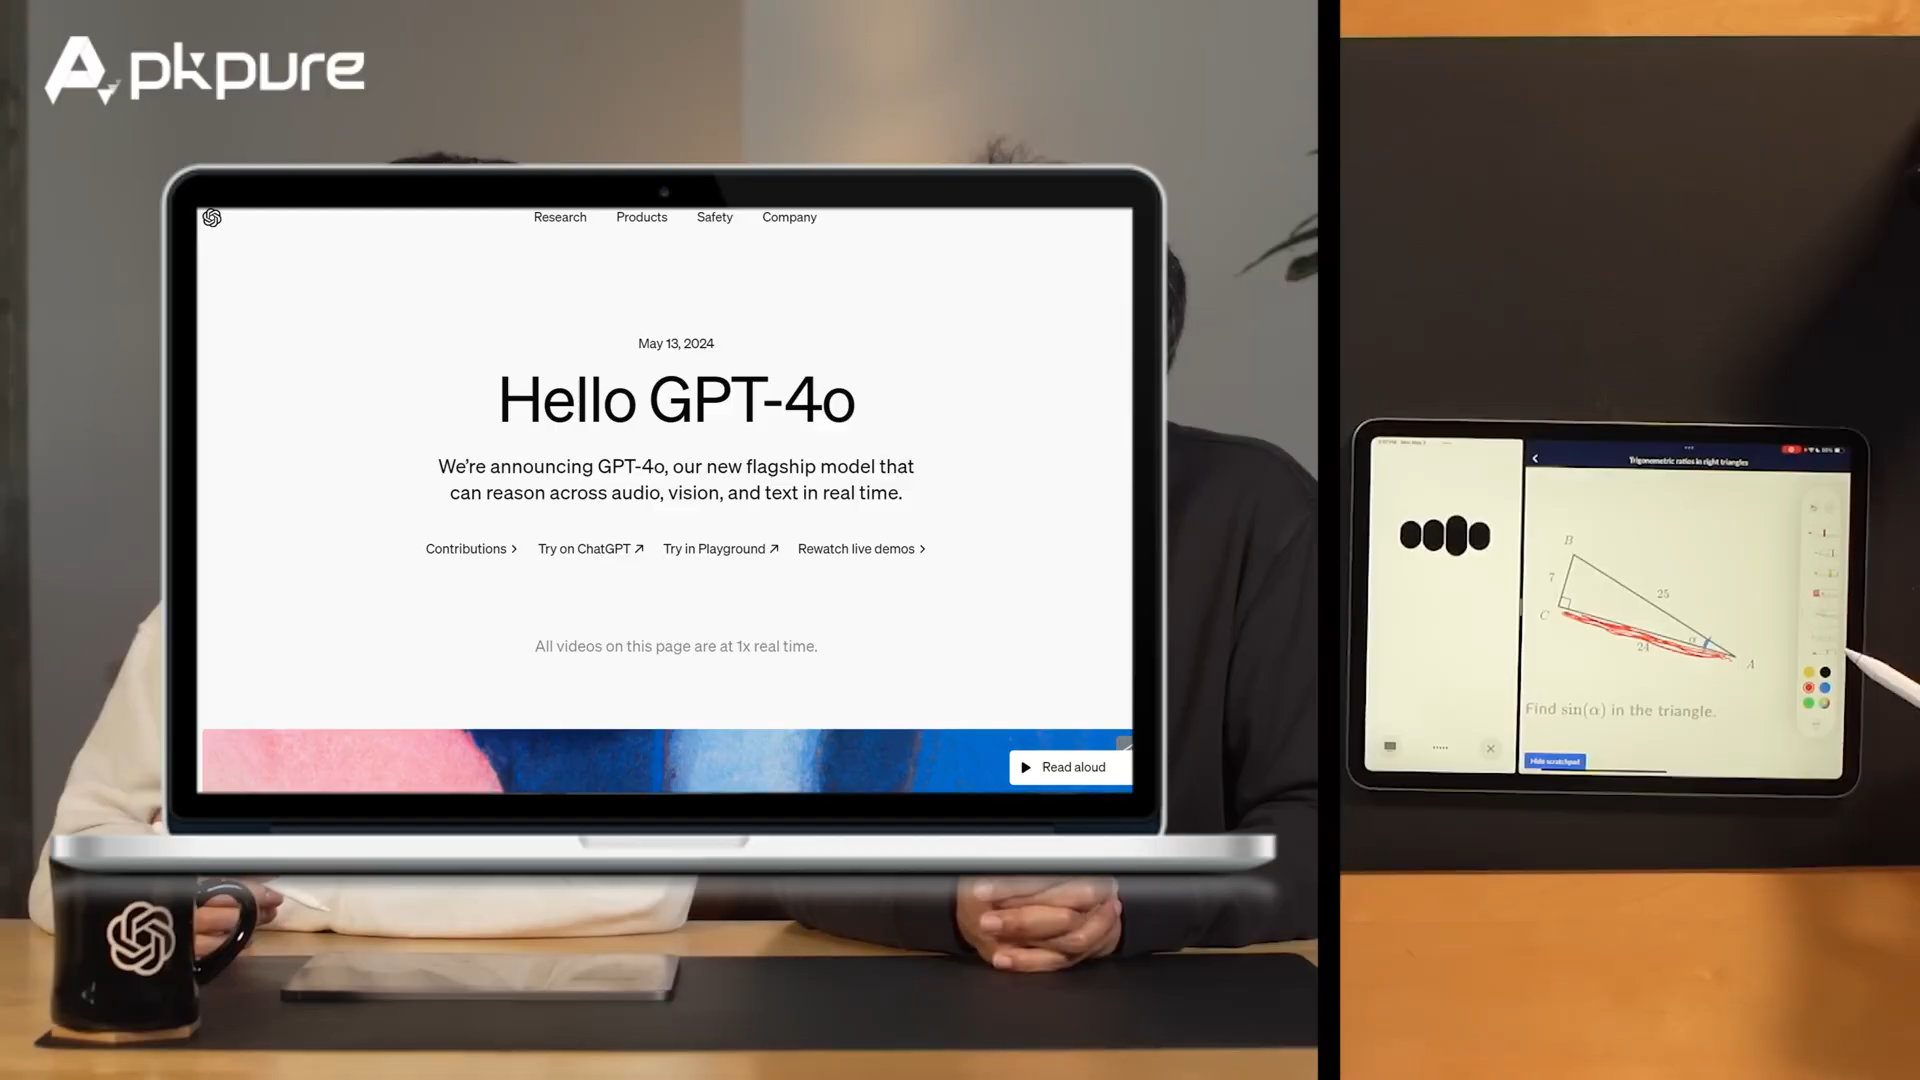 Apkpure
Research Products Safety Company
May 13, 2024
Hello GPT-4o
We're announcing GPT-4o, our new flagship model that
can reason across audio, vision, and text in real time.
Contributions Try on ChatGPT Try in Playground Rewatch live demos
All videos on this page are at 1x real time.
Read aloud
Trigonometric ratios in right triangles
B
7
25
C
α
24
A
Find sin(α) in the triangle.
Hide scratchpad